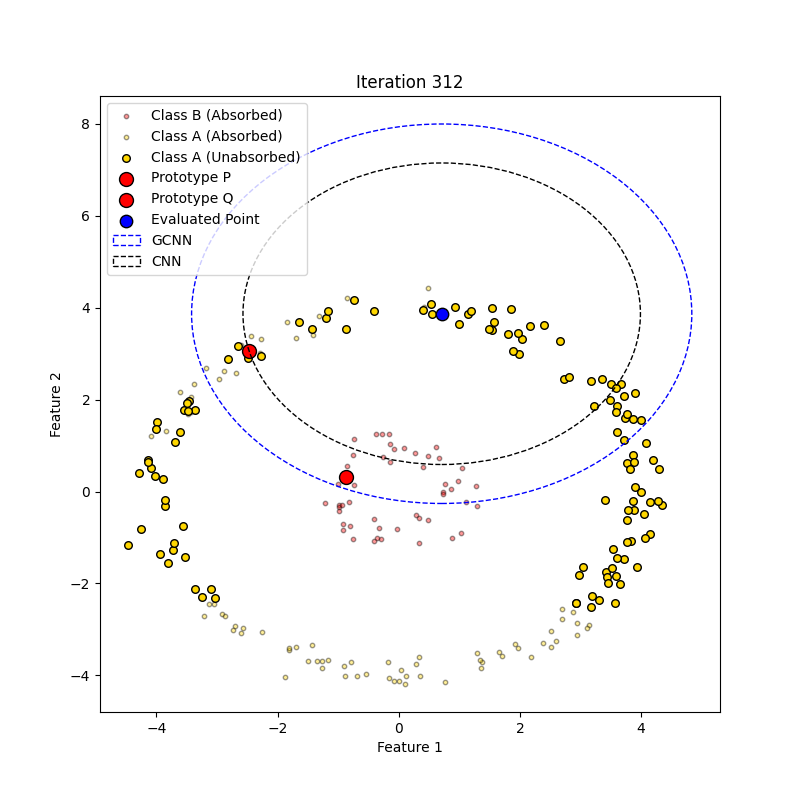 Iteration 312
Class B (Absorbed)
Class A (Absorbed)
Class A (Unabsorbed)
Prototype P
Prototype Q
Evaluated Point
GCNN
CNN
8
6
4
2
0
−2
−4
Feature 2
−4 −2 0 2 4
Feature 1